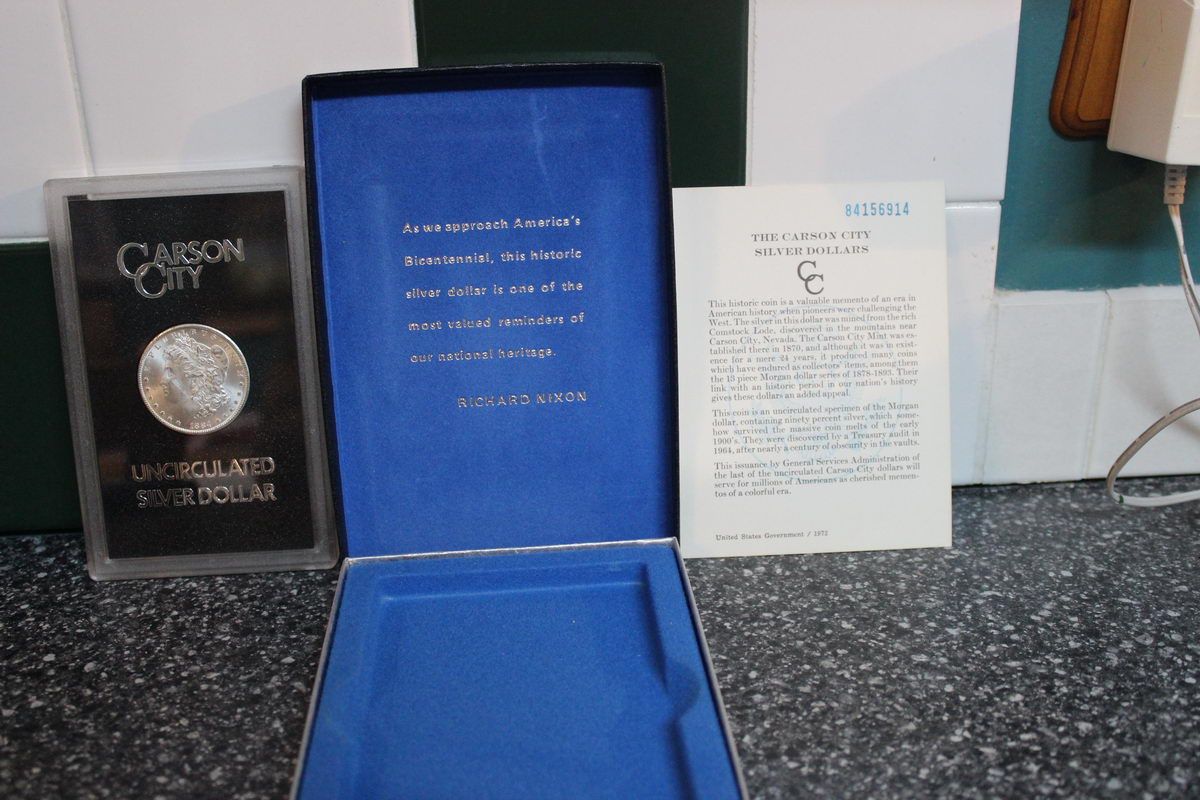 CARSON
CITY
1884
UNCIRCULATED
SILVER DOLLAR
As we approach America's
Bicentennial, this historic
silver dollar is one of the
most valued reminders of
our national heritage.
RICHARD NIXON
84156914
THE CARSON CITY
SILVER DOLLARS
CC
This historic coin is a valuable memento of an era in
American history when pioneers were challenging the
West. The silver in this dollar was mined from the rich
Comstock Lode, discovered in the mountains near
Carson City, Nevada. The Carson City Mint was es-
tablished there in 1870, and although it was in exist-
ence for a mere 24 years, it produced many coins
which have endured as collectors' items, among them
the 13 piece Morgan dollar series of 1878-1893. Their
link with an historic period in our nation's history
gives these dollars an added appeal.
This coin is an uncirculated specimen of the Morgan
dollar, containing ninety percent silver, which some-
how survived the massive coin melts of the early
1900's. They were discovered by a Treasury audit in
1964, after nearly a century of obscurity in the vaults.
This issuance by General Services Administration of
the last of the uncirculated Carson City dollars will
serve for millions of Americans as cherished memen-
tos of a colorful era.
United States Government / 1972